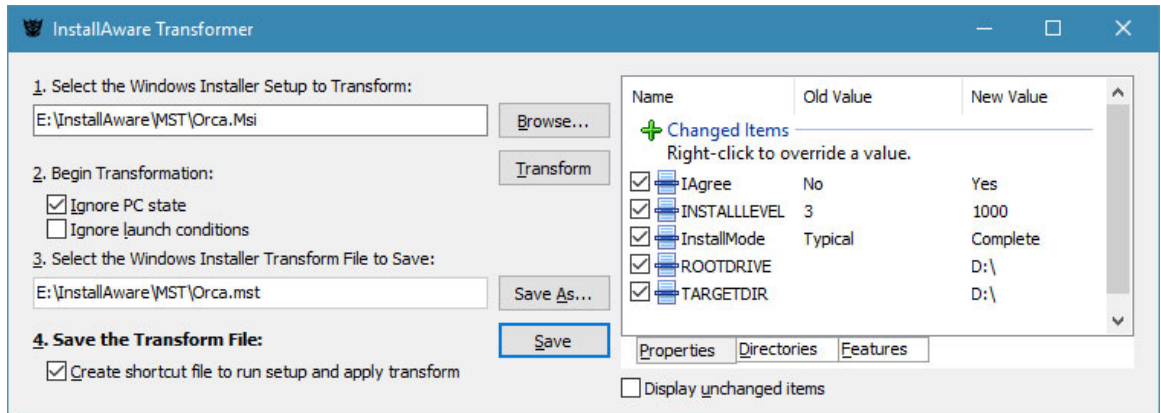 InstallAware Transformer
1. Select the Windows Installer Setup to Transform:
E:\InstallAware\MST\Orca.Msi
Browse...
Transform
2. Begin Transformation:
Ignore PC state
Ignore launch conditions
3. Select the Windows Installer Transform File to Save:
E:\InstallAware\MST\Orca.mst
Save As...
4. Save the Transform File:
Save
Create shortcut file to run setup and apply transform
Name Old Value New Value
Changed Items
Right-click to override a value.
IAgree No Yes
INSTALLLEVEL 3 1000
InstallMode Typical Complete
ROOTDRIVE D:\
TARGETDIR D:\
Properties Directories Features
Display unchanged items